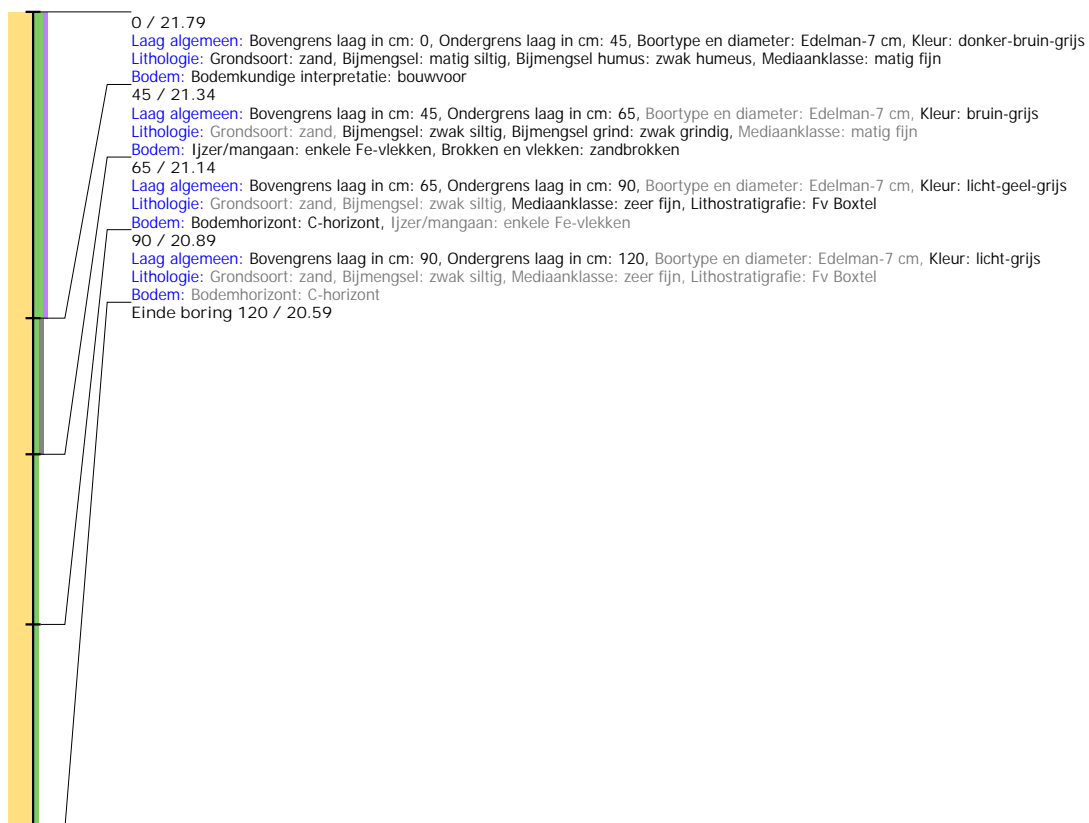 0 / 21.79
Laag algemeen: Bovengrens laag in cm: 0, Ondergrens laag in cm: 45, Boortype en diameter: Edelman-7 cm, Kleur: donker-bruin-grijs
Lithologie: Grondsoort: zand, Bijmengsel: matig siltig, Bijmengsel humus: zwak humeus, Mediaanklasse: matig fijn
Bodem: Bodemkundige interpretatie: bouwvoor
45 / 21.34
Laag algemeen: Bovengrens laag in cm: 45, Ondergrens laag in cm: 65, Boortype en diameter: Edelman-7 cm, Kleur: bruin-grijs
Lithologie: Grondsoort: zand, Bijmengsel: zwak siltig, Bijmengsel grind: zwak grindig, Mediaanklasse: matig fijn
Bodem: Ijzer/mangaan: enkele Fe-vlekken, Brokken en vlekken: zandbrokken
65 / 21.14
Laag algemeen: Bovengrens laag in cm: 65, Ondergrens laag in cm: 90, Boortype en diameter: Edelman-7 cm, Kleur: licht-geel-grijs
Lithologie: Grondsoort: zand, Bijmengsel: zwak siltig, Mediaanklasse: zeer fijn, Lithostratigrafie: Fv Boxtel
Bodem: Bodemhorizont: C-horizont, Ijzer/mangaan: enkele Fe-vlekken
90 / 20.89
Laag algemeen: Bovengrens laag in cm: 90, Ondergrens laag in cm: 120, Boortype en diameter: Edelman-7 cm, Kleur: licht-grijs
Lithologie: Grondsoort: zand, Bijmengsel: zwak siltig, Mediaanklasse: zeer fijn, Lithostratigrafie: Fv Boxtel
Bodem: Bodemhorizont: C-horizont
Einde boring 120 / 20.59